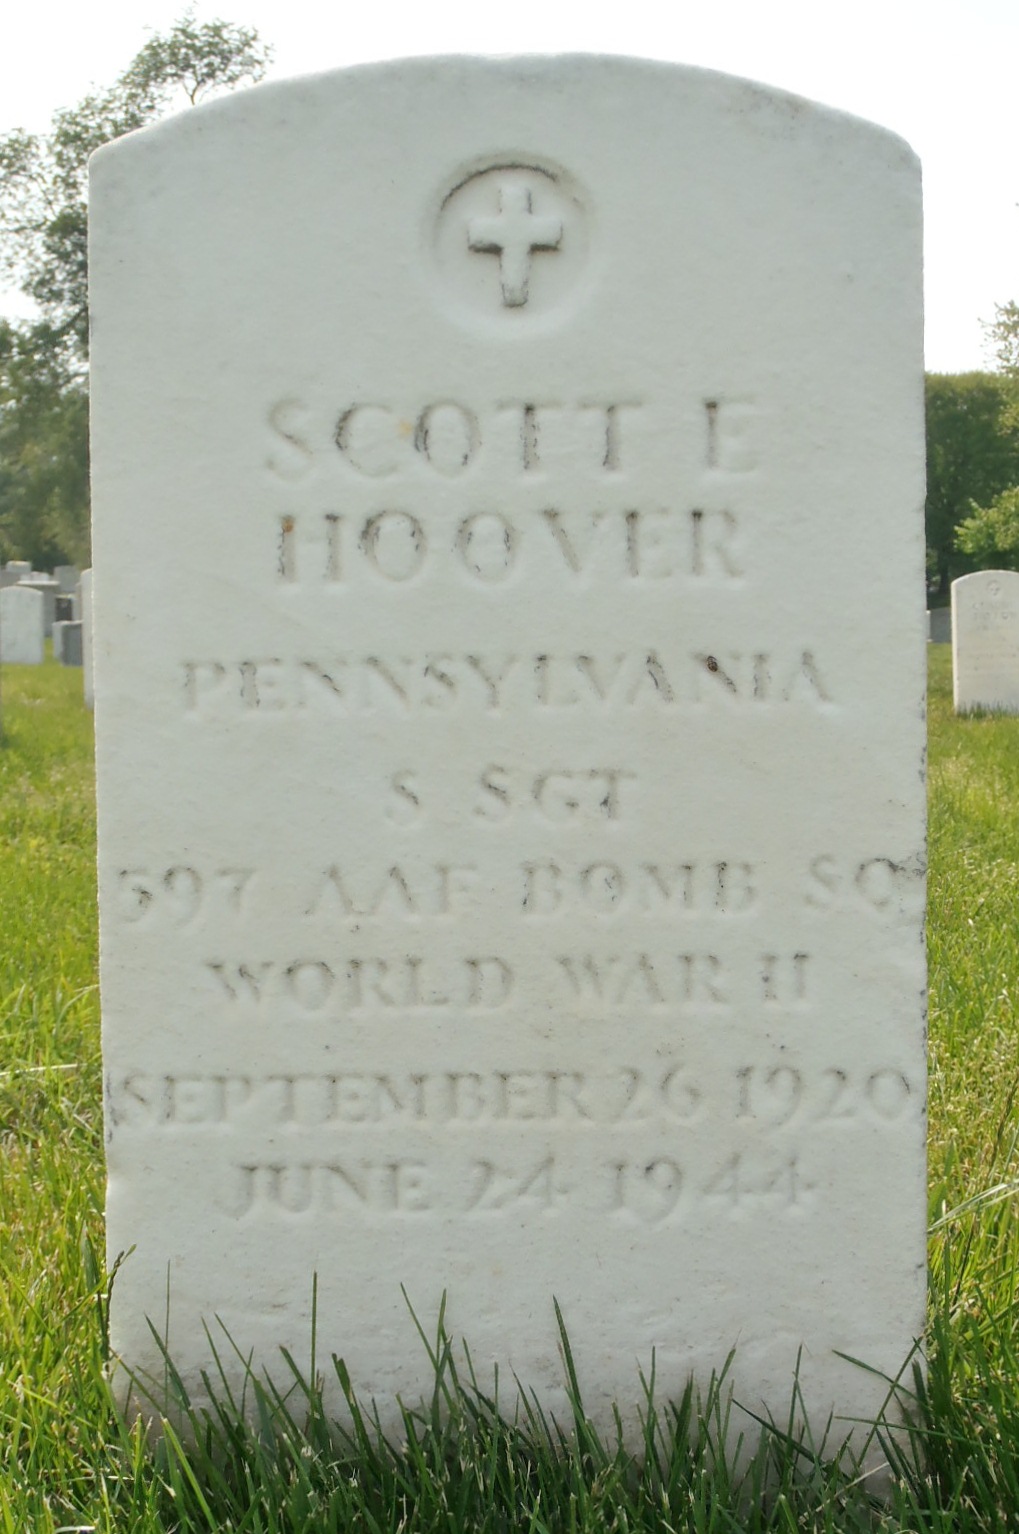 SCOTT E
HOOVER
PENNSYLVANIA
S SGT
597 AAF BOMB SQ
WORLD WAR II
SEPTEMBER 26 1920
JUNE 24 1944